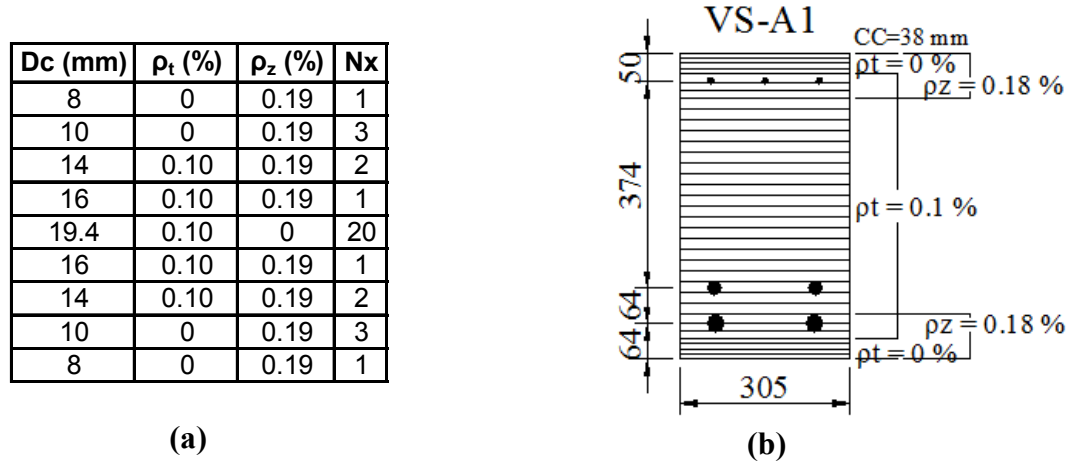 Dc (mm) ρt (%) ρz (%) Nx
8 0 0.19 1
10 0 0.19 3
14 0.10 0.19 2
16 0.10 0.19 1
19.4 0.10 0 20
16 0.10 0.19 1
14 0.10 0.19 2
10 0 0.19 3
8 0 0.19 1
(a)
VS-A1
CC=38 mm
ρt = 0 %
ρz = 0.18 %
50
374
ρt = 0.1 %
64
64
ρz = 0.18 %
ρt = 0 %
305
(b)